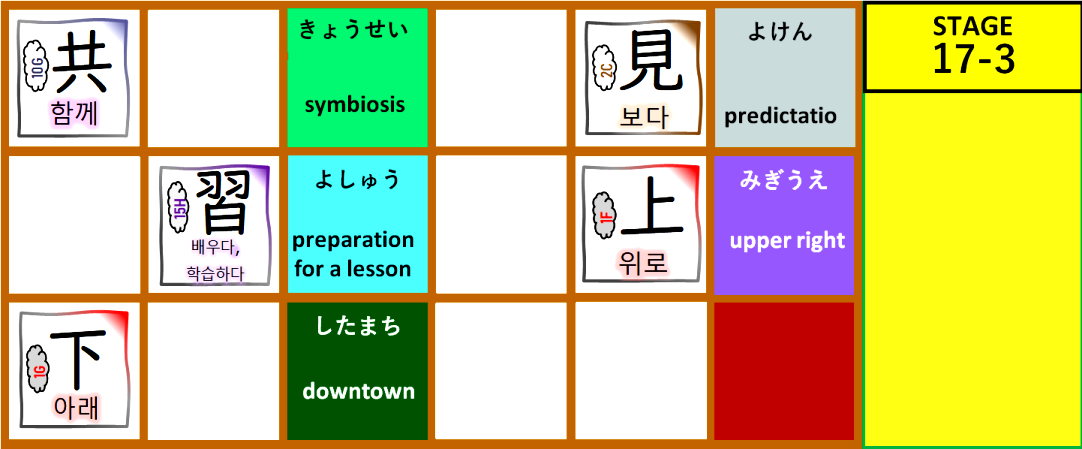 共
10G
함께
きょうせい
symbiosis
見
2C
보다
よけん
predictatio
STAGE
17-3
習
15H
배우다,
학습하다
よしゅう
preparation
for a lesson
上
1F
위로
みぎうえ
upper right
下
1G
아래
したまち
downtown